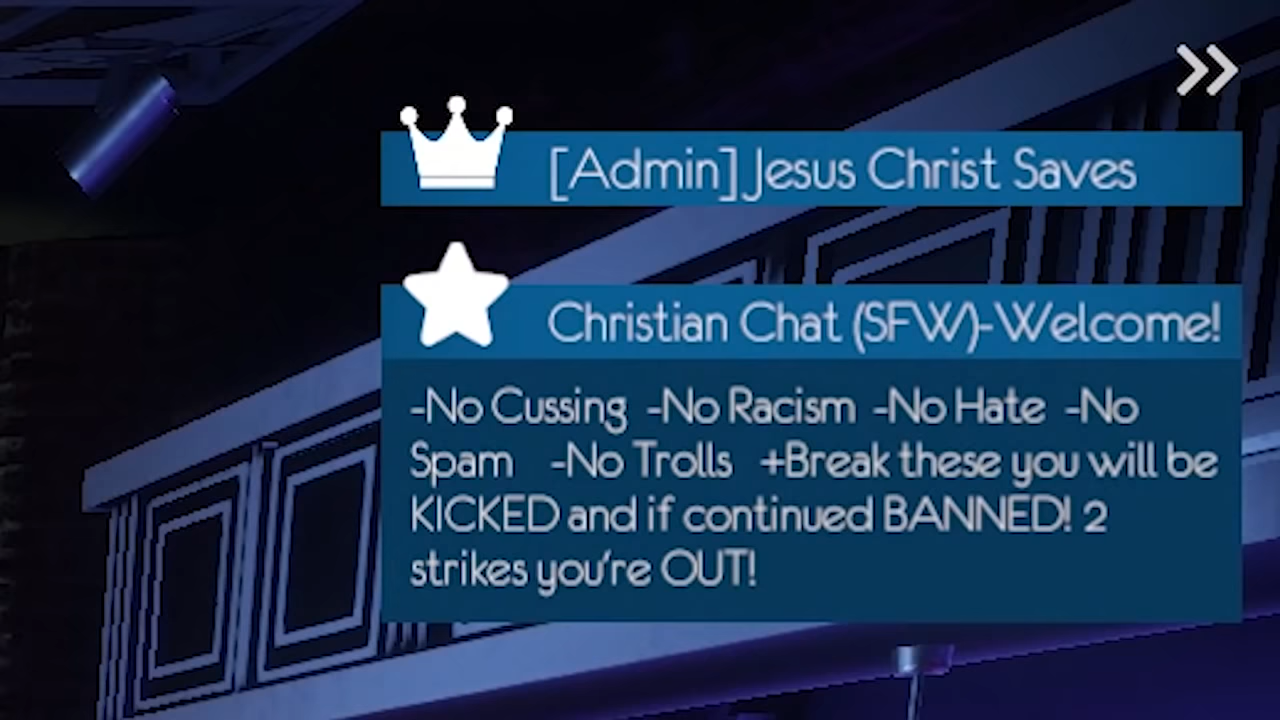 [Admin] Jesus Christ Saves
Christian Chat (SFW)-Welcome!
-No Cussing -No Racism -No Hate -No
Spam -No Trolls +Break these you will be
KICKED and if continued BANNED! 2
strikes you're OUT!